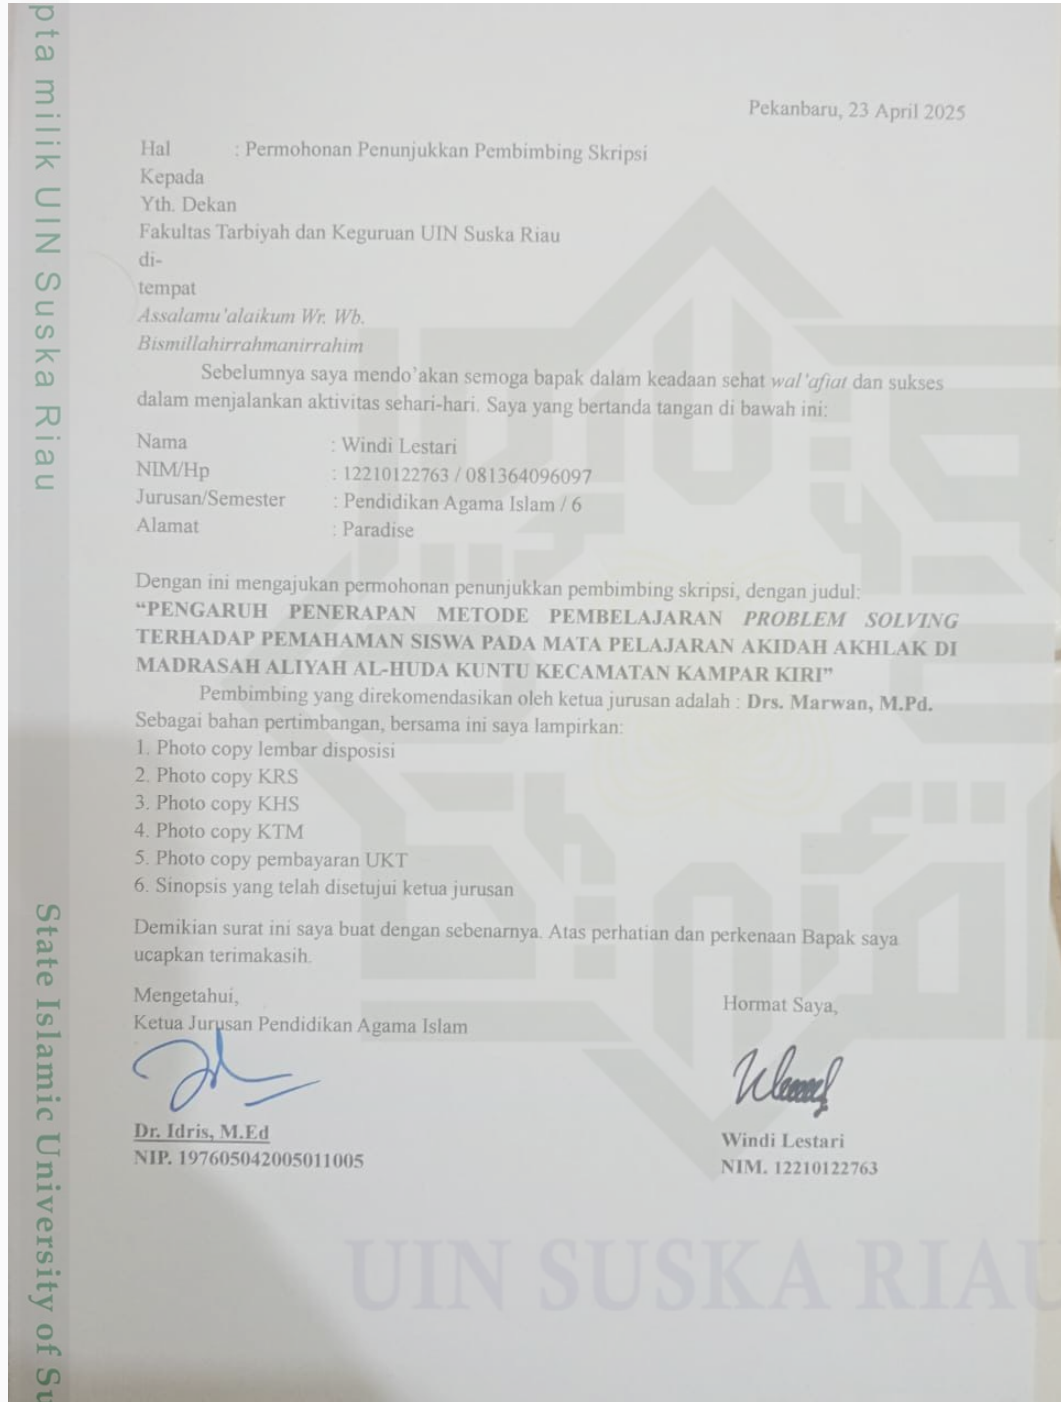 Pekanbaru, 23 April 2025
Hal : Permohonan Penunjukkan Pembimbing Skripsi
Kepada
Yth. Dekan
Fakultas Tarbiyah dan Keguruan UIN Suska Riau
di-
tempat
Assalamu'alaikum Wr. Wb.
Bismillahirrahmanirrahim
Sebelumnya saya mendo'akan semoga bapak dalam keadaan sehat wal'afiat dan sukses
dalam menjalankan aktivitas sehari-hari. Saya yang bertanda tangan di bawah ini:
Nama : Windi Lestari
NIM/Hp : 12210122763 / 081364096097
Jurusan/Semester : Pendidikan Agama Islam / 6
Alamat : Paradise
Dengan ini mengajukan permohonan penunjukkan pembimbing skripsi, dengan judul:
“PENGARUH PENERAPAN METODE PEMBELAJARAN PROBLEM SOLVING
TERHADAP PEMAHAMAN SISWA PADA MATA PELAJARAN AKIDAH AKHLAK DI
MADRASAH ALIYAH AL-HUDA KUNTU KECAMATAN KAMPAR KIRI”
Pembimbing yang direkomendasikan oleh ketua jurusan adalah : Drs. Marwan, M.Pd.
Sebagai bahan pertimbangan, bersama ini saya lampirkan:
1. Photo copy lembar disposisi
2. Photo copy KRS
3. Photo copy KHS
4. Photo copy KTM
5. Photo copy pembayaran UKT
6. Sinopsis yang telah disetujui ketua jurusan
Demikian surat ini saya buat dengan sebenarnya. Atas perhatian dan perkenaan Bapak saya
ucapkan terimakasih.
Mengetahui,
Ketua Jurusan Pendidikan Agama Islam
Dr. Idris, M.Ed
NIP. 197605042005011005
Hormat Saya,
Windi Lestari
NIM. 12210122763
UIN SUSKA RIAU
pta milik UIN Suska Riau
State Islamic University of Su